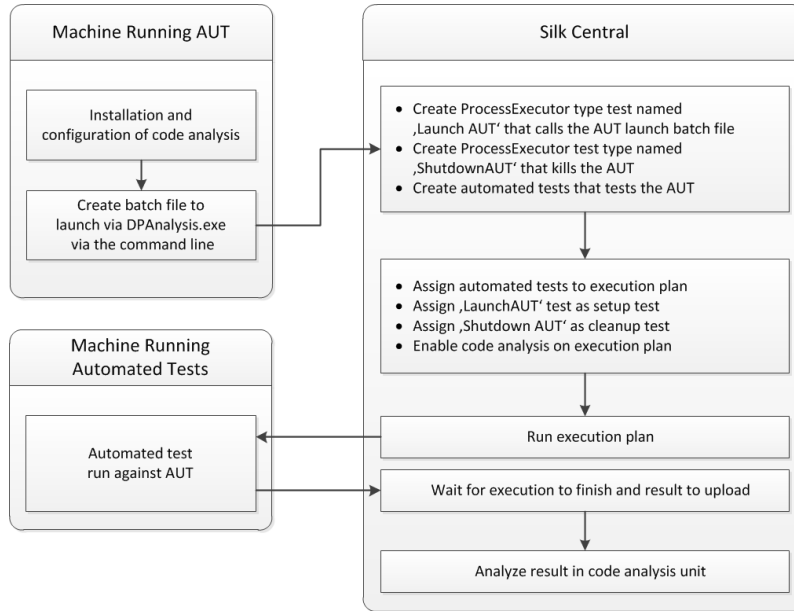 Machine Running AUT
Installation and
configuration of code analysis
Create batch file to
launch via DPAnalysis.exe
via the command line
Silk Central
• Create ProcessExecutor type test named
‚Launch AUT‘ that calls the AUT launch batch file
• Create ProcessExecutor test type named
‚ShutdownAUT‘ that kills the AUT
• Create automated tests that tests the AUT
• Assign automated tests to execution plan
• Assign ‚LaunchAUT‘ test as setup test
• Assign ‚Shutdown AUT‘ as cleanup test
• Enable code analysis on execution plan
Run execution plan
Machine Running
Automated Tests
Automated test
run against AUT
Wait for execution to finish and result to upload
Analyze result in code analysis unit